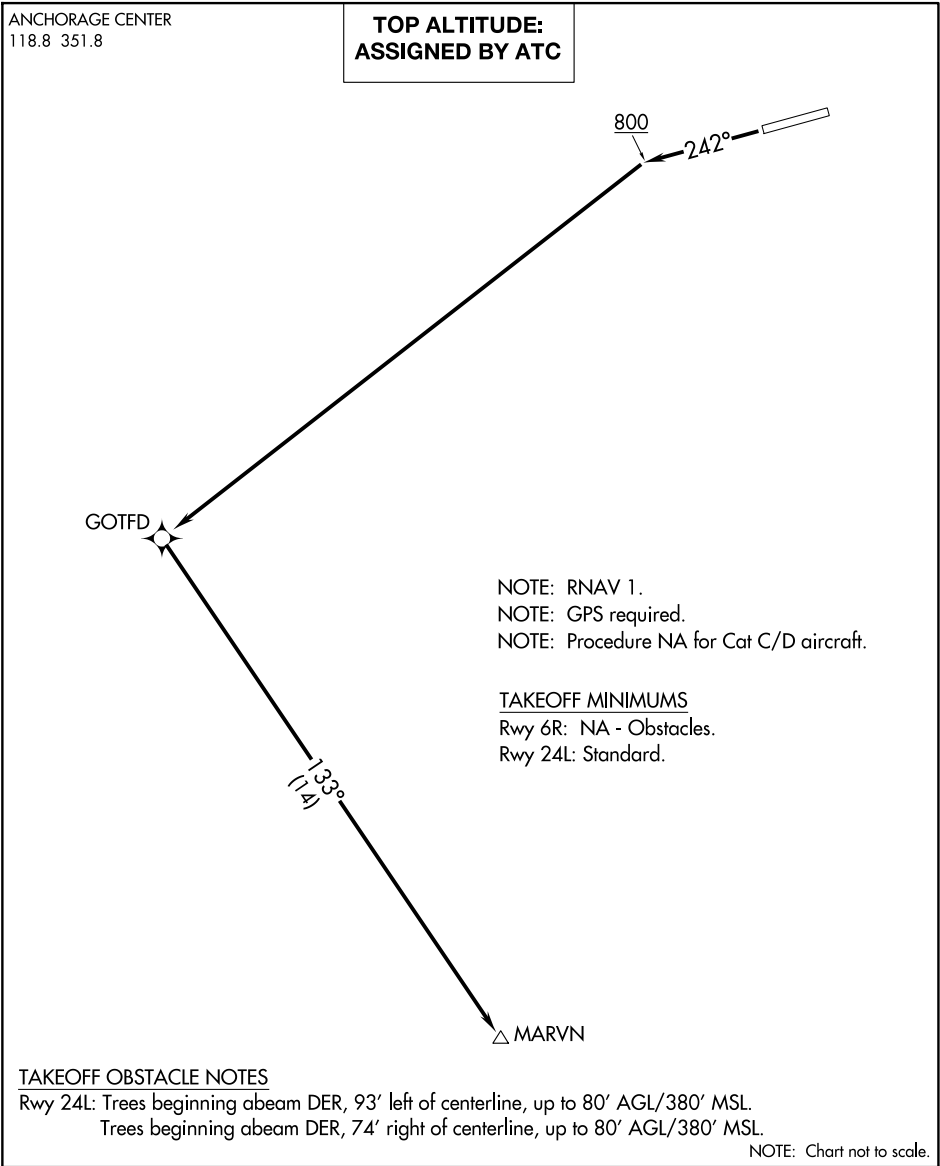 ANCHORAGE CENTER
118.8 351.8
TOP ALTITUDE:
ASSIGNED BY ATC
800
242°
GOTFD
NOTE: RNAV 1.
NOTE: GPS required.
NOTE: Procedure NA for Cat C/D aircraft.
TAKEOFF MINIMUMS
Rwy 6R: NA - Obstacles.
Rwy 24L: Standard.
133°
(14)
MARVN
TAKEOFF OBSTACLE NOTES
Rwy 24L: Trees beginning abeam DER, 93' left of centerline, up to 80' AGL/380' MSL.
Trees beginning abeam DER, 74' right of centerline, up to 80' AGL/380' MSL.
NOTE: Chart not to scale.